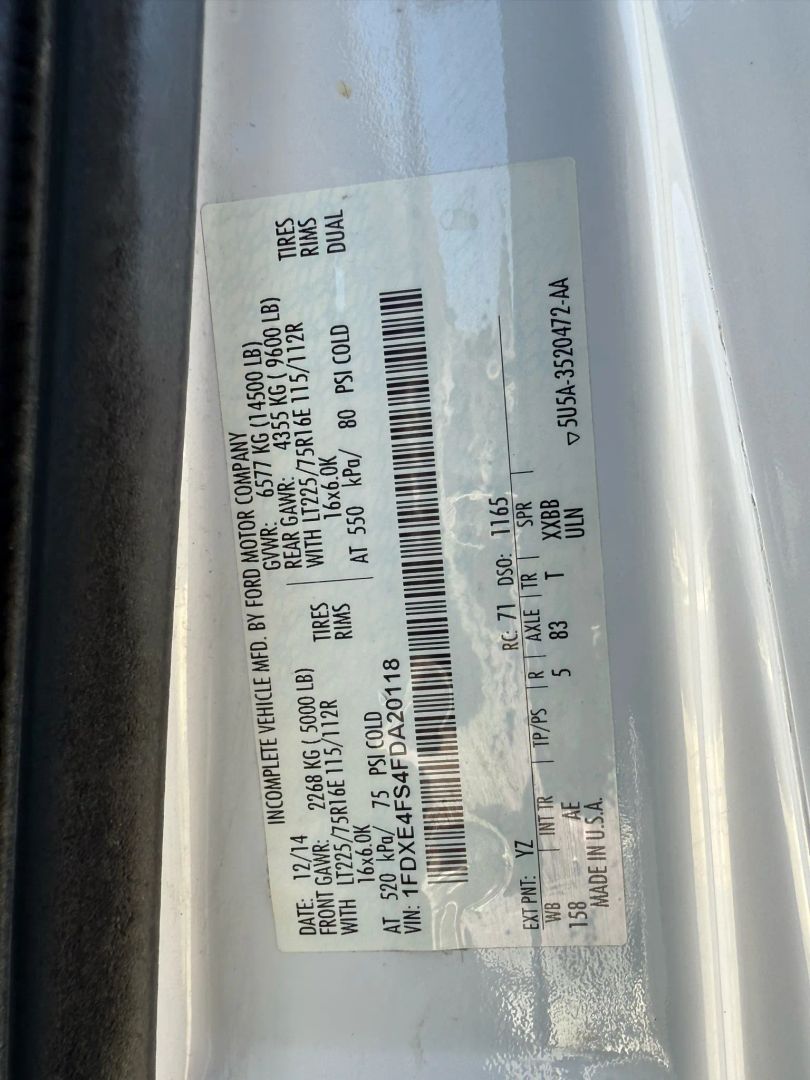 INCOMPLETE VEHICLE MFD. BY FORD MOTOR COMPANY
DATE: 12/14 GVWR: 6577 KG (14500 LB)
FRONT GAWR: 2268 KG ( 5000 LB) REAR GAWR: 4355 KG ( 9600 LB)
WITH LT225/75R16E 115/112R TIRES WITH LT225/75R16E 115/112R TIRES
16x6.0K RIMS 16x6.0K RIMS
AT 520 kPa/ 75 PSI COLD AT 550 kPa/ 80 PSI COLD DUAL
VIN: 1FDXE4FS4FDA20118
EXT PNT: YZ RC: 71 DSO: 1165
WB INT TR TP/PS R AXLE TR SPR
158 AE 5 83 T XXBB
MADE IN U.S.A. ULN
▽5U5A-3520472-AA